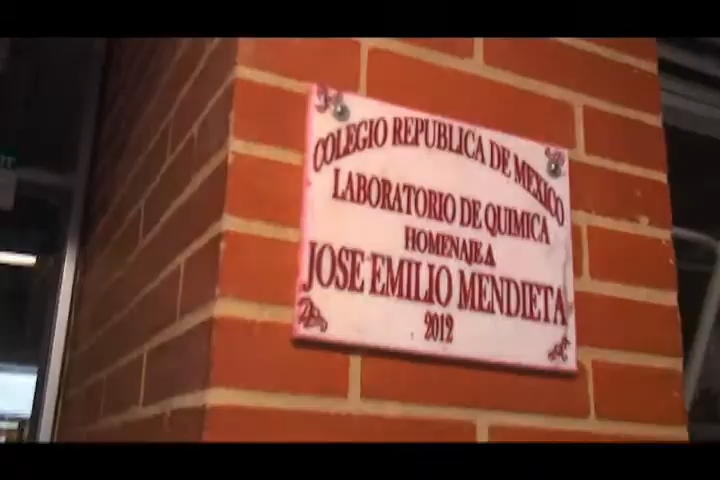 COLEGIO REPUBLICA DE MEXICO
LABORATORIO DE QUIMICA
HOMENAJE A
JOSE EMILIO MENDIETA
2012